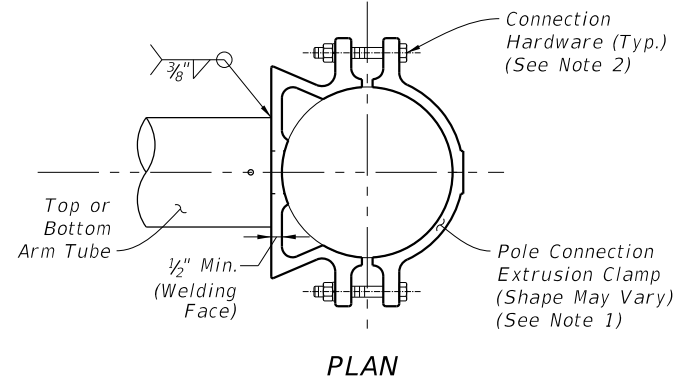 Connection
Hardware (Typ.)
(See Note 2)
3/8"
Top or
Bottom
Arm Tube
1/2" Min.
(Welding
Face)
Pole Connection
Extrusion Clamp
(Shape May Vary)
(See Note 1)
PLAN